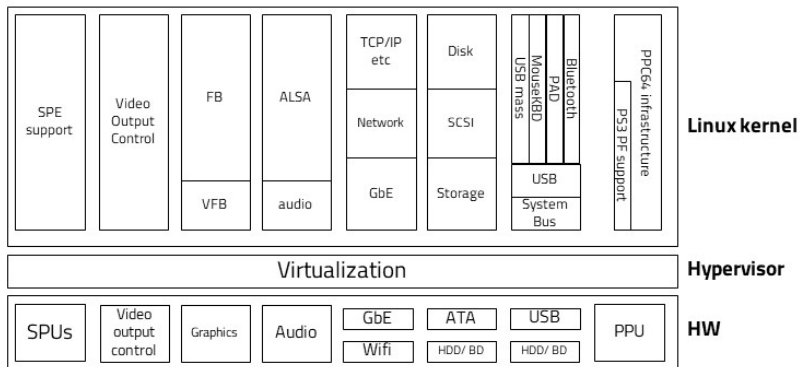 SPE
support
Video
Output
Control
FB
VFB
ALSA
audio
TCP/IP
etc
Network
GbE
Disk
SCSI
Storage
USB mass
MouseKBD
PAD
Bluetooth
USB
System
Bus
PS3 PF support
PPC64 infrastructure
Linux kernel
Virtualization
Hypervisor
SPUs
Video
output
control
Graphics
Audio
GbE
Wifi
ATA
HDD/ BD
USB
HDD/ BD
PPU
HW